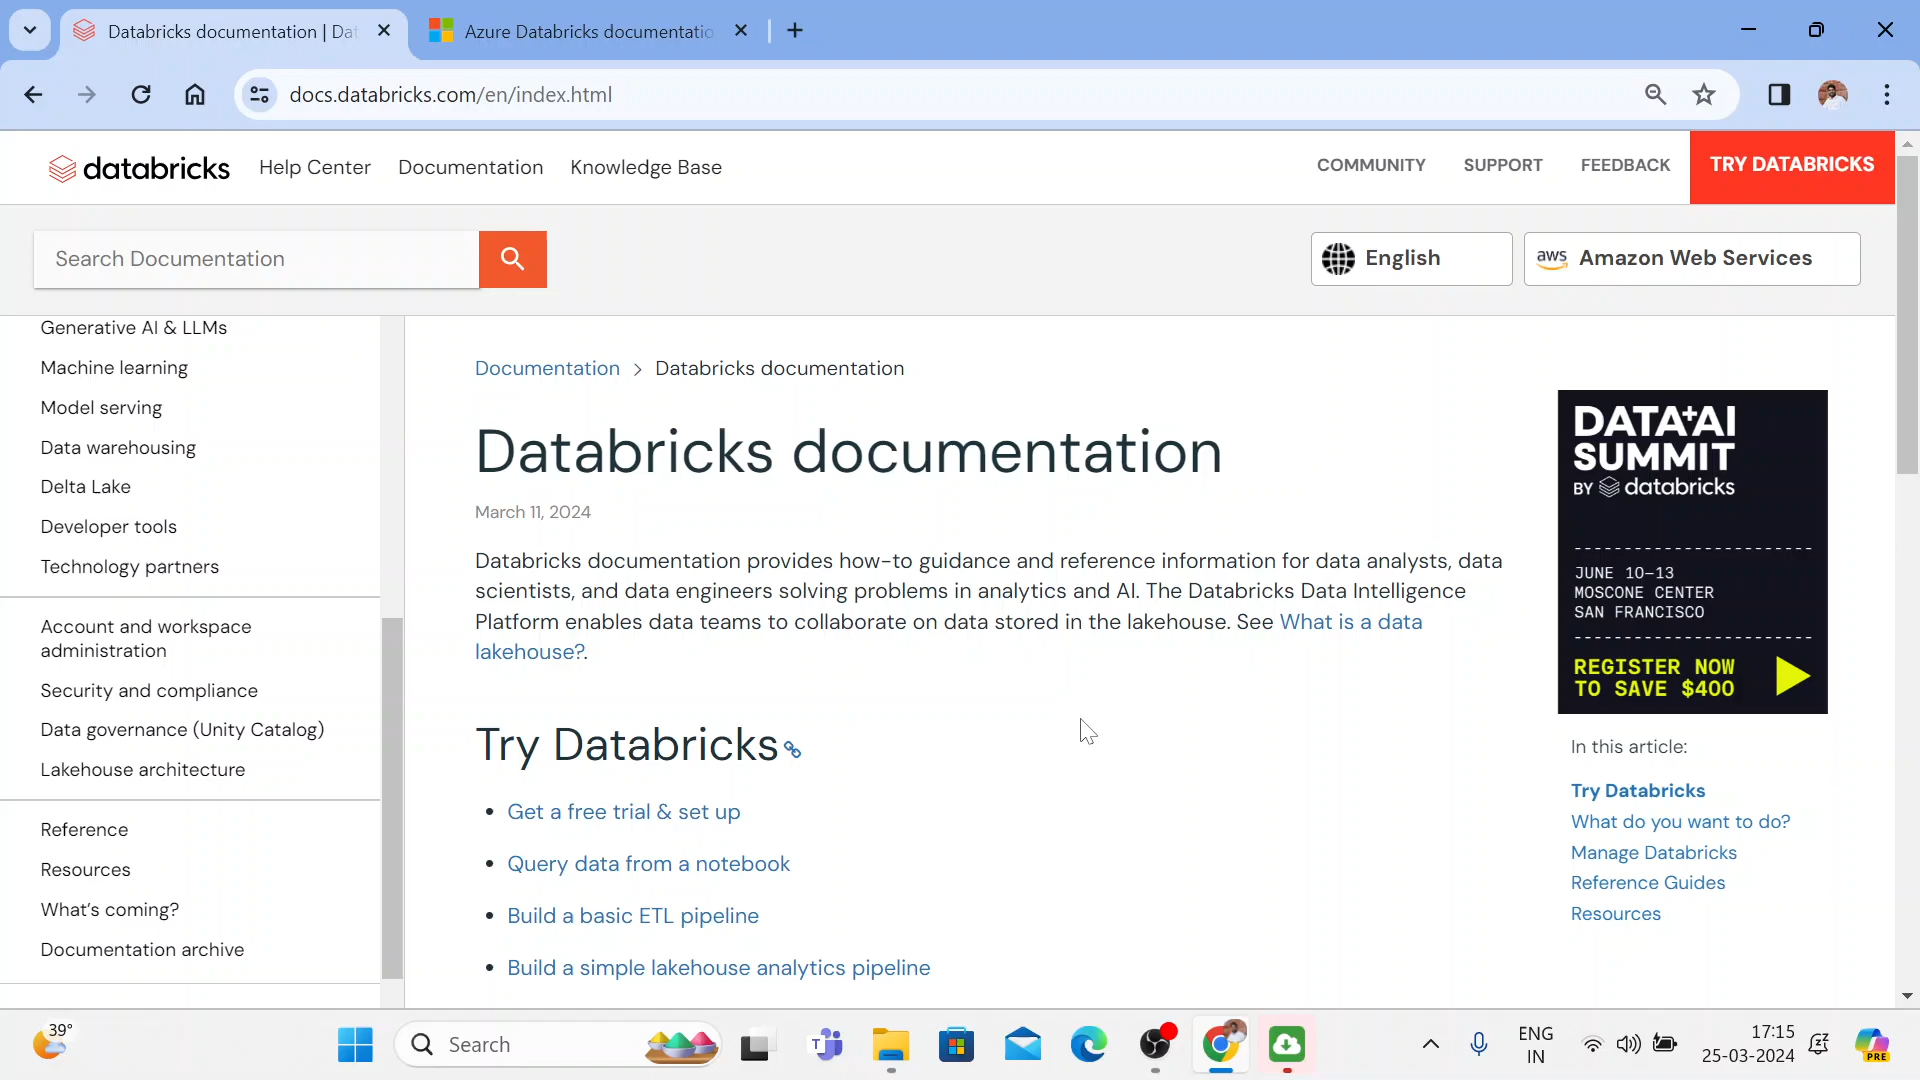 Databricks documentation | Dat
Azure Databricks documentatio
docs.databricks.com/en/index.html
databricks
Help Center
Documentation
Knowledge Base
COMMUNITY
SUPPORT
FEEDBACK
TRY DATABRICKS
Search Documentation
English
aws Amazon Web Services
Generative AI & LLMs
Machine learning
Model serving
Data warehousing
Delta Lake
Developer tools
Technology partners
Account and workspace
administration
Security and compliance
Data governance (Unity Catalog)
Lakehouse architecture
Reference
Resources
What's coming?
Documentation archive
Documentation > Databricks documentation
Databricks documentation
March 11, 2024
Databricks documentation provides how-to guidance and reference information for data analysts, data
scientists, and data engineers solving problems in analytics and AI. The Databricks Data Intelligence
Platform enables data teams to collaborate on data stored in the lakehouse. See What is a data
lakehouse?.
Try Databricks
• Get a free trial & set up
• Query data from a notebook
• Build a basic ETL pipeline
• Build a simple lakehouse analytics pipeline
DATA+AI
SUMMIT
BY databricks
JUNE 10–13
MOSCONE CENTER
SAN FRANCISCO
REGISTER NOW
TO SAVE $400
In this article:
Try Databricks
What do you want to do?
Manage Databricks
Reference Guides
Resources
39°
Search
T
ENG
IN
17:15
25-03-2024
PRE